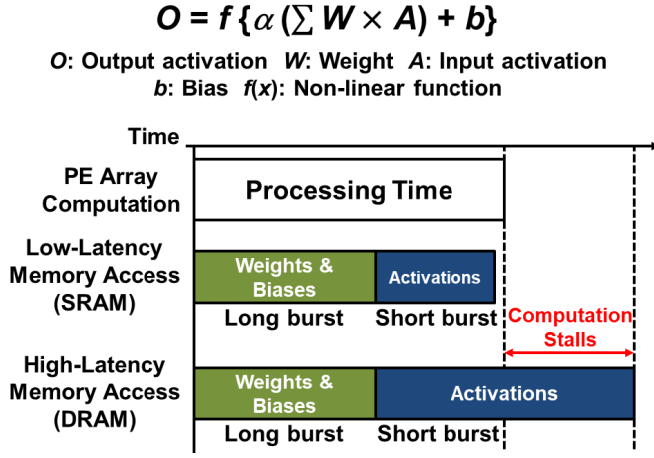 O = f {α (∑ W × A) + b}
O: Output activation W: Weight A: Input activation
b: Bias f(x): Non-linear function
Time
PE Array
Computation
Processing Time
Low-Latency
Memory Access
(SRAM)
Weights &
Biases
Activations
Long burst
Short burst
Computation
Stalls
High-Latency
Memory Access
(DRAM)
Weights &
Biases
Activations
Long burst
Short burst